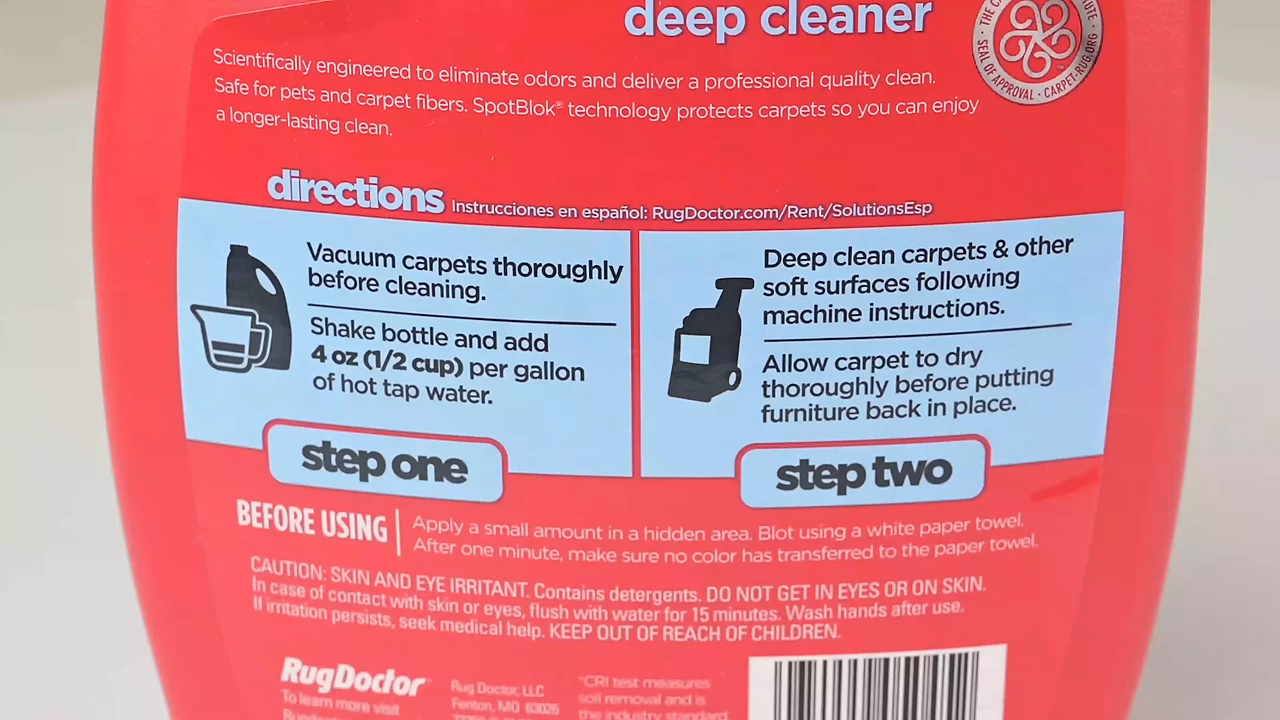 deep cleaner
SEAL OF APPROVAL · CARPET-RUG.ORG
Scientifically engineered to eliminate odors and deliver a professional quality clean.
Safe for pets and carpet fibers. SpotBlok® technology protects carpets so you can enjoy
a longer-lasting clean.
directions Instrucciones en español: RugDoctor.com/Rent/SolutionsEsp
Vacuum carpets thoroughly
before cleaning.
Shake bottle and add
4 oz (1/2 cup) per gallon
of hot tap water.
step one
Deep clean carpets & other
soft surfaces following
machine instructions.
Allow carpet to dry
thoroughly before putting
furniture back in place.
step two
BEFORE USING
Apply a small amount in a hidden area. Blot using a white paper towel.
After one minute, make sure no color has transferred to the paper towel.
CAUTION: SKIN AND EYE IRRITANT. Contains detergents. DO NOT GET IN EYES OR ON SKIN.
In case of contact with skin or eyes, flush with water for 15 minutes. Wash hands after use.
If irritation persists, seek medical help. KEEP OUT OF REACH OF CHILDREN.
RugDoctor
To learn more visit
Rug Doctor, LLC
Fenton, MO 63026
*CRI test measures
soil removal and is
the industry standard